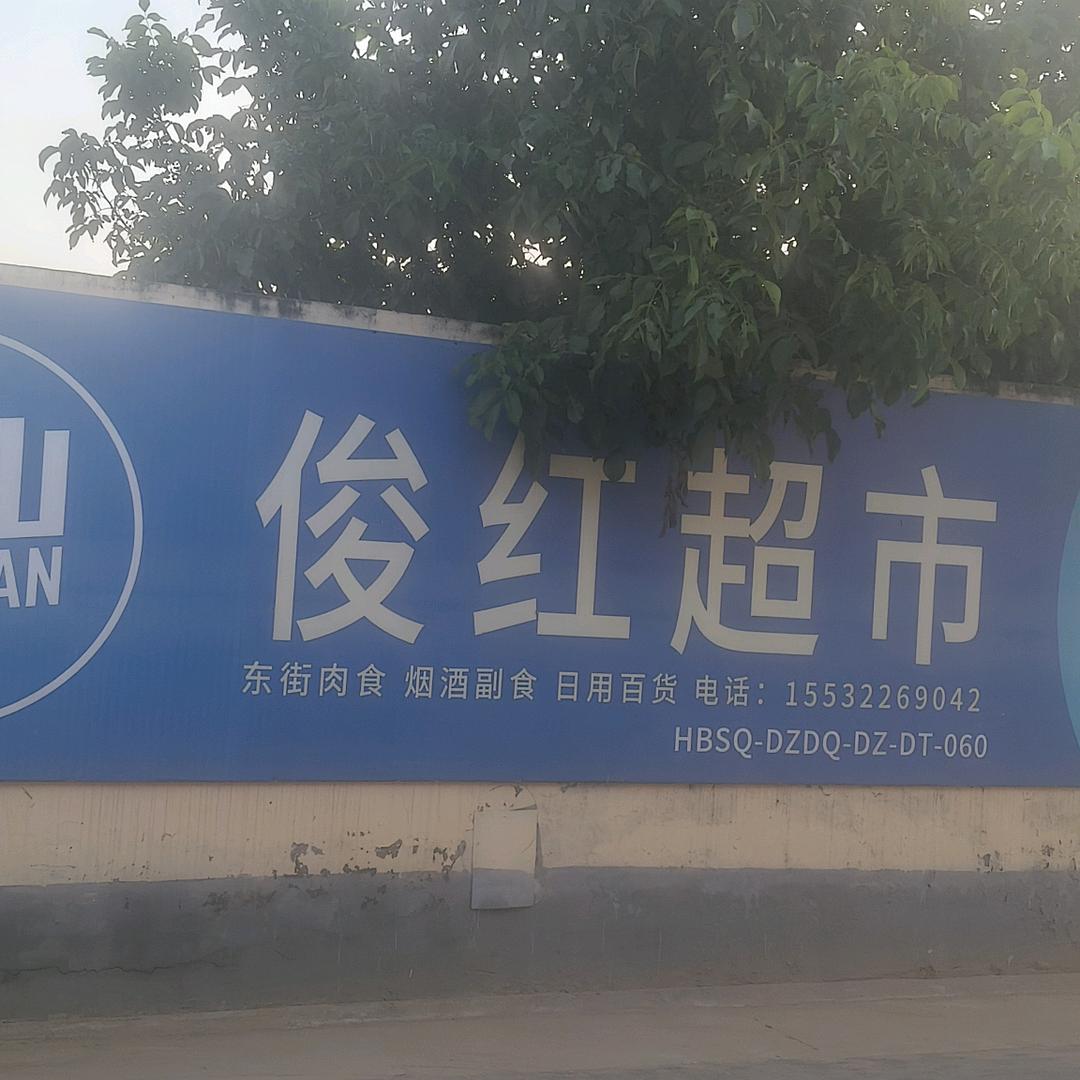 U
AN
俊红超市
东街肉食 烟酒副食 日用百货 电话：15532269042
HBSQ-DZDQ-DZ-DT-060